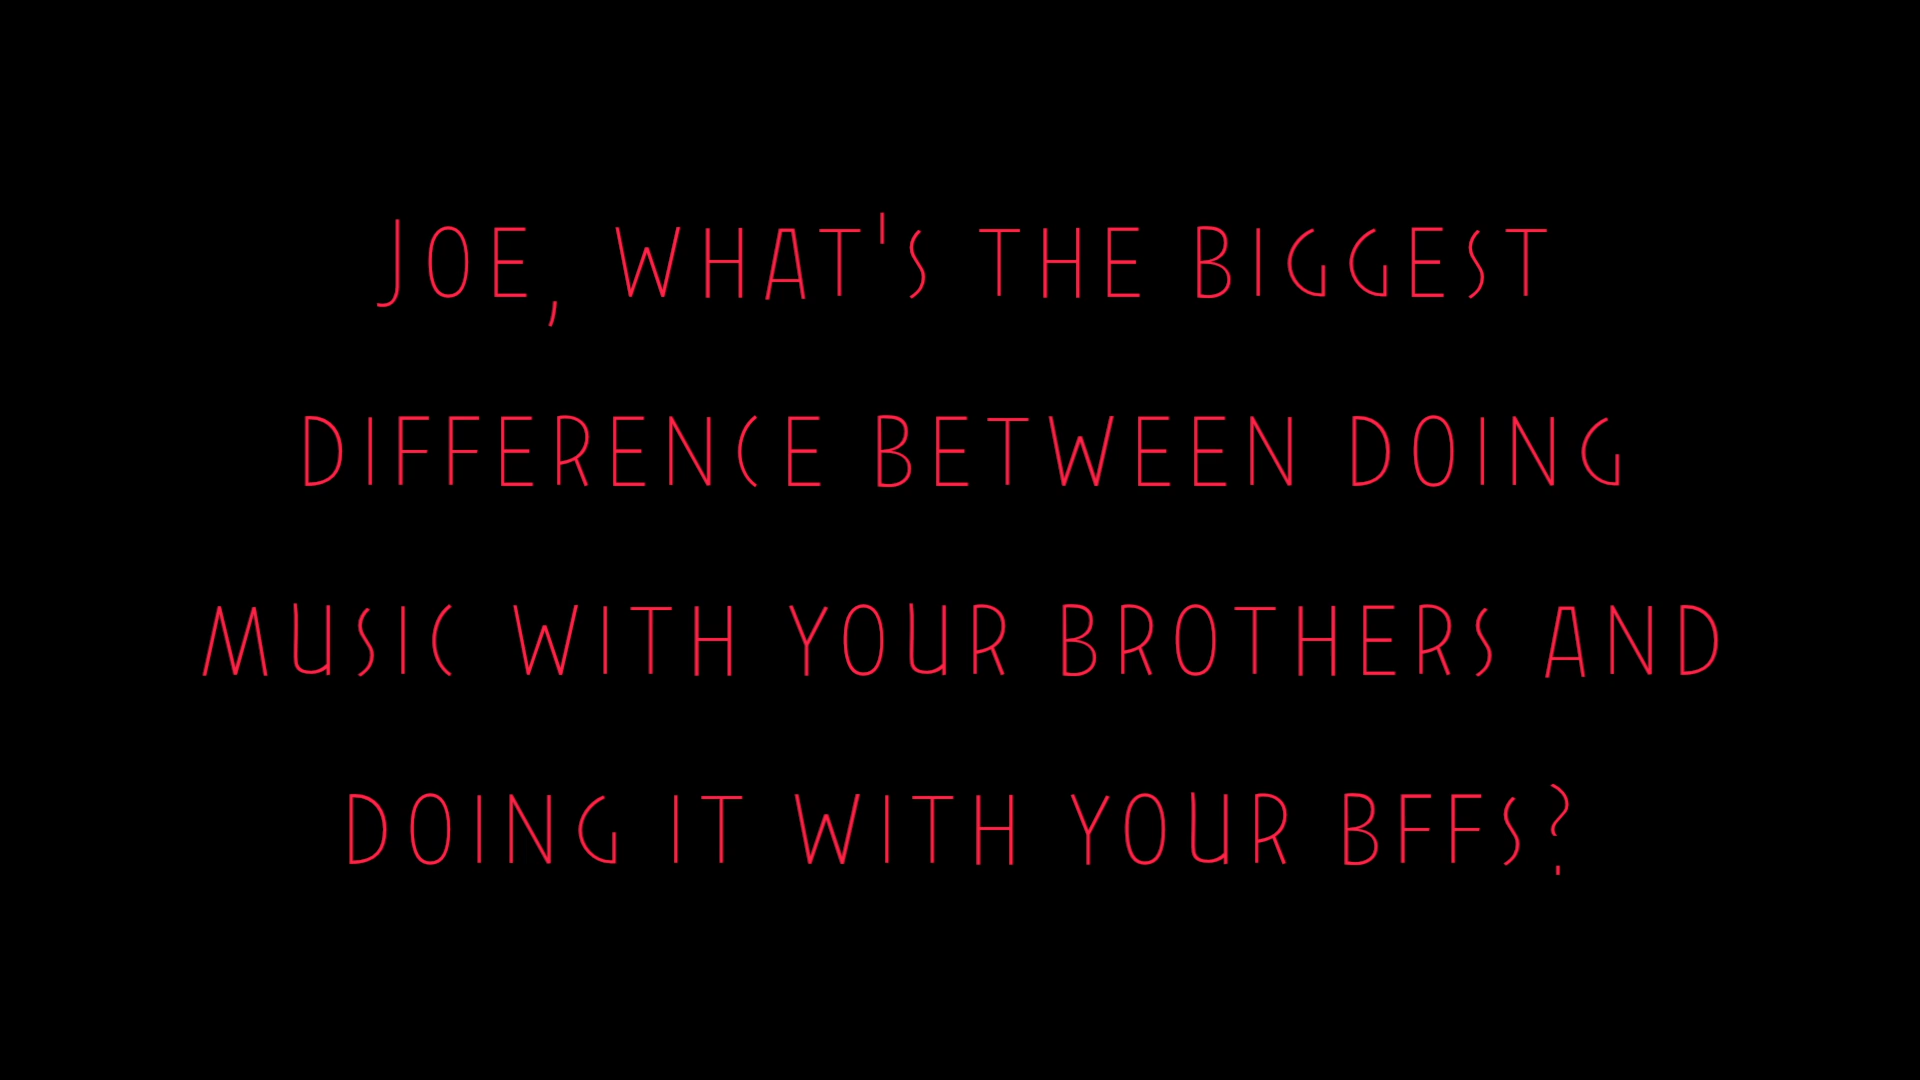 Joe, what's the biggest
difference between doing
music with your brothers and
doing it with your BFFs?